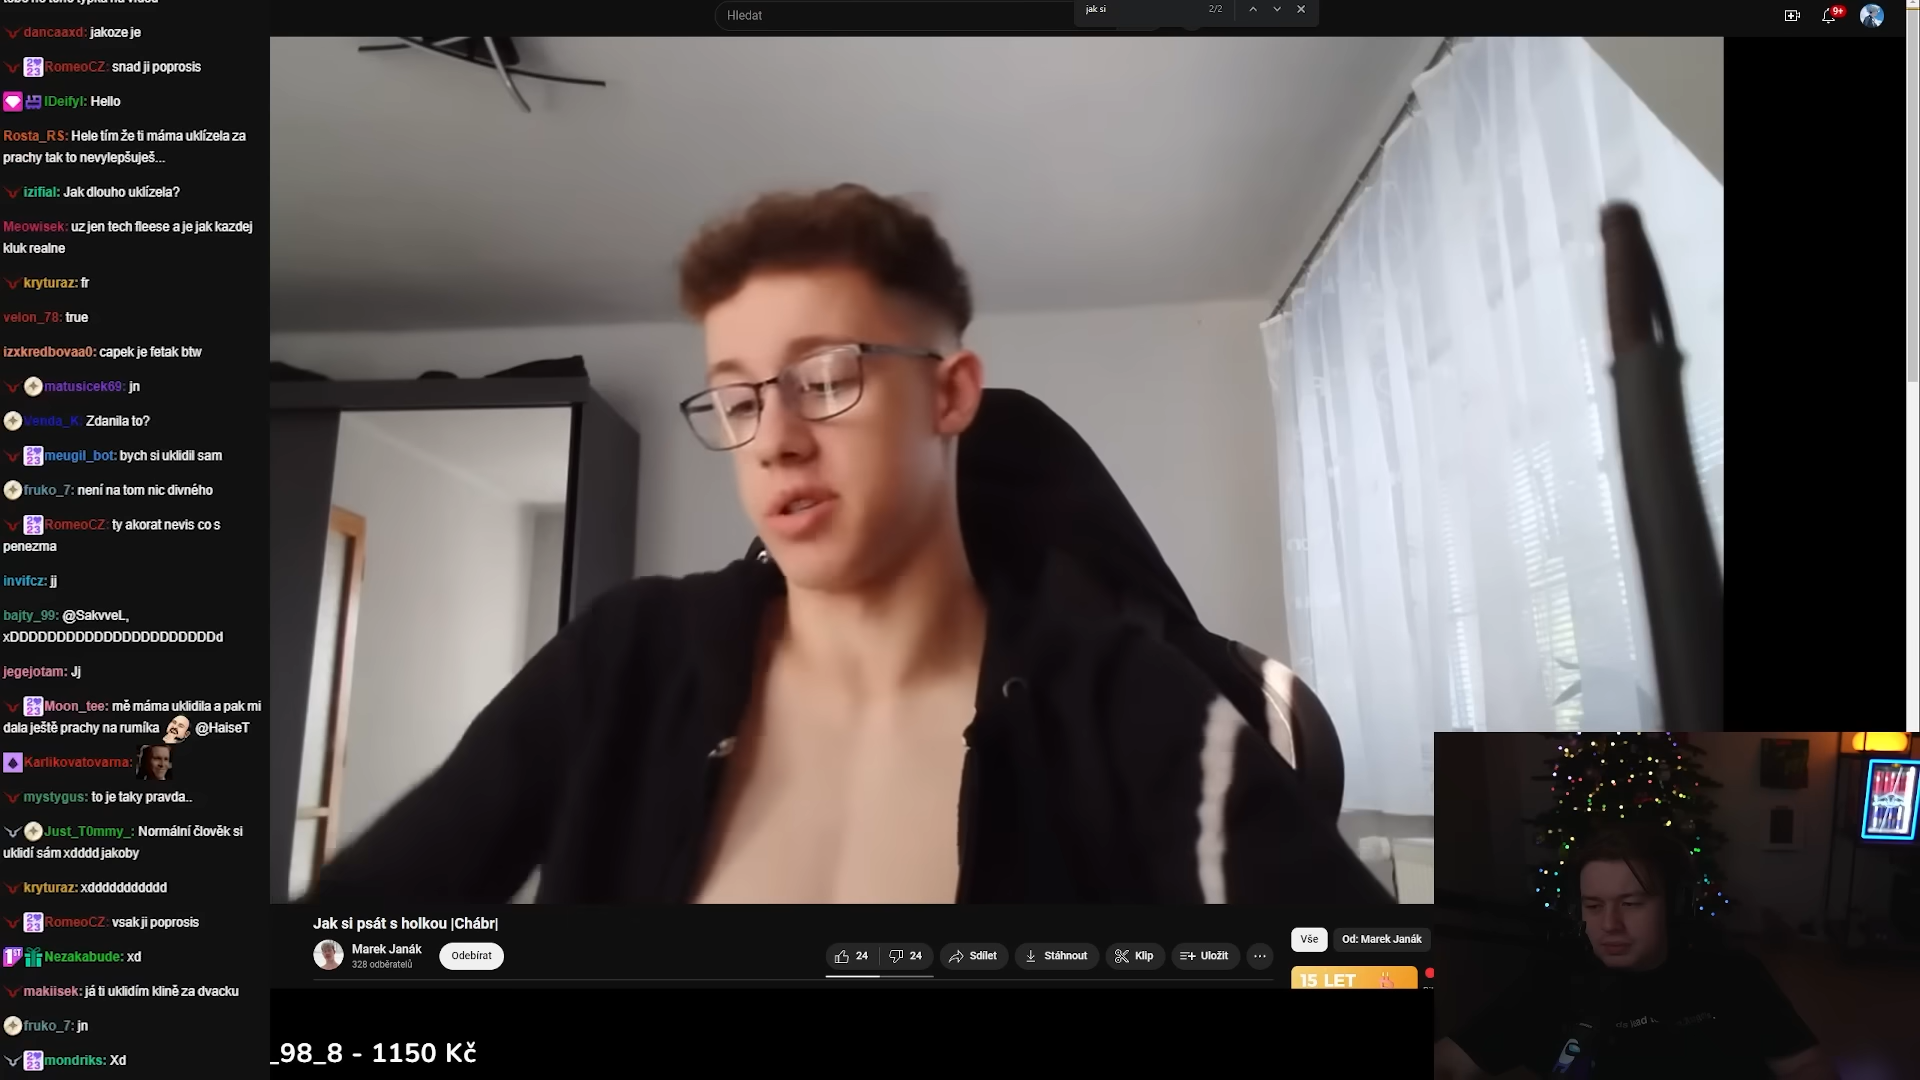 dancaaxd: jakoze je
RomeoCZ: snad ji poprosis
IDeifyI: Hello
Rosta_RS: Hele tím že ti máma uklízela za
prachy tak to nevylepšuješ...
izifial: Jak dlouho uklízela?
Meowisek: uz jen tech fleese a je jak kazdej
kluk realne
kryturaz: fr
velon_78: true
izxkredbovaa0: capek je fetak btw
matusicek69: jn
Venda_K: Zdanila to?
meugil_bot: bych si uklidil sam
fruko_7: není na tom nic divného
RomeoCZ: ty akorat nevis co s
penezma
invifcz: jj
bajty_99: @SakvveL,
xDDDDDDDDDDDDDDDDDDDDDDd
jegejotam: Jj
Moon_tee: mě máma uklidila a pak mi
dala ještě prachy na rumíka @HaiseT
Karlikovatovarna:
mystygus: to je taky pravda..
Just_T0mmy_: Normální člověk si
uklidí sám xdddd jakoby
kryturaz: xddddddddddd
RomeoCZ: vsak ji poprosis
Nezakabude: xd
makiisek: já ti uklidím klině za dvacku
fruko_7: jn
mondriks: Xd
Hledat
jak si
2/2
9+
Jak si psát s holkou |Chábr|
Marek Janák
328 odběratelů
Odebírat
24
24
Sdílet
Stáhnout
Klip
Uložit
Vše
Od: Marek Janák
15 LET
_98_8 - 1150 Kč